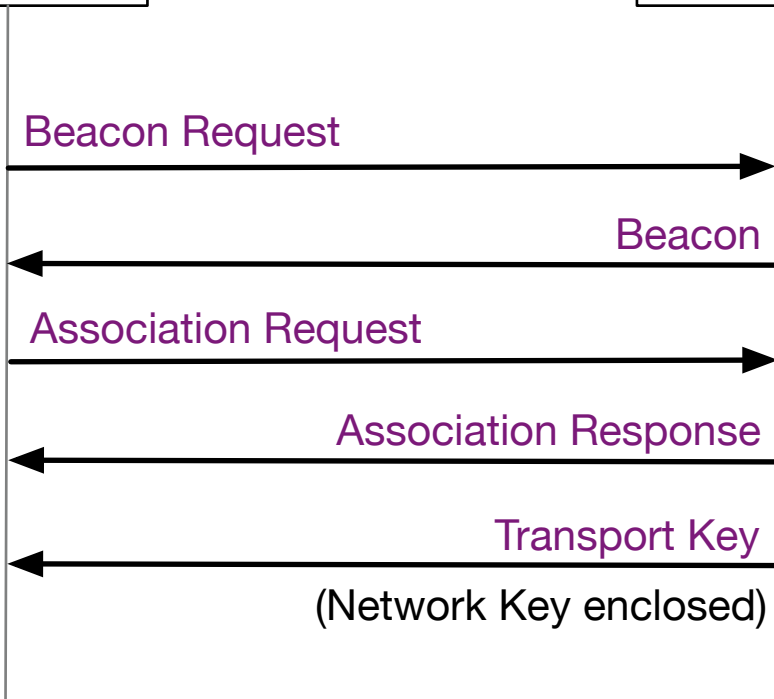 Beacon Request
Beacon
Association Request
Association Response
Transport Key
(Network Key enclosed)